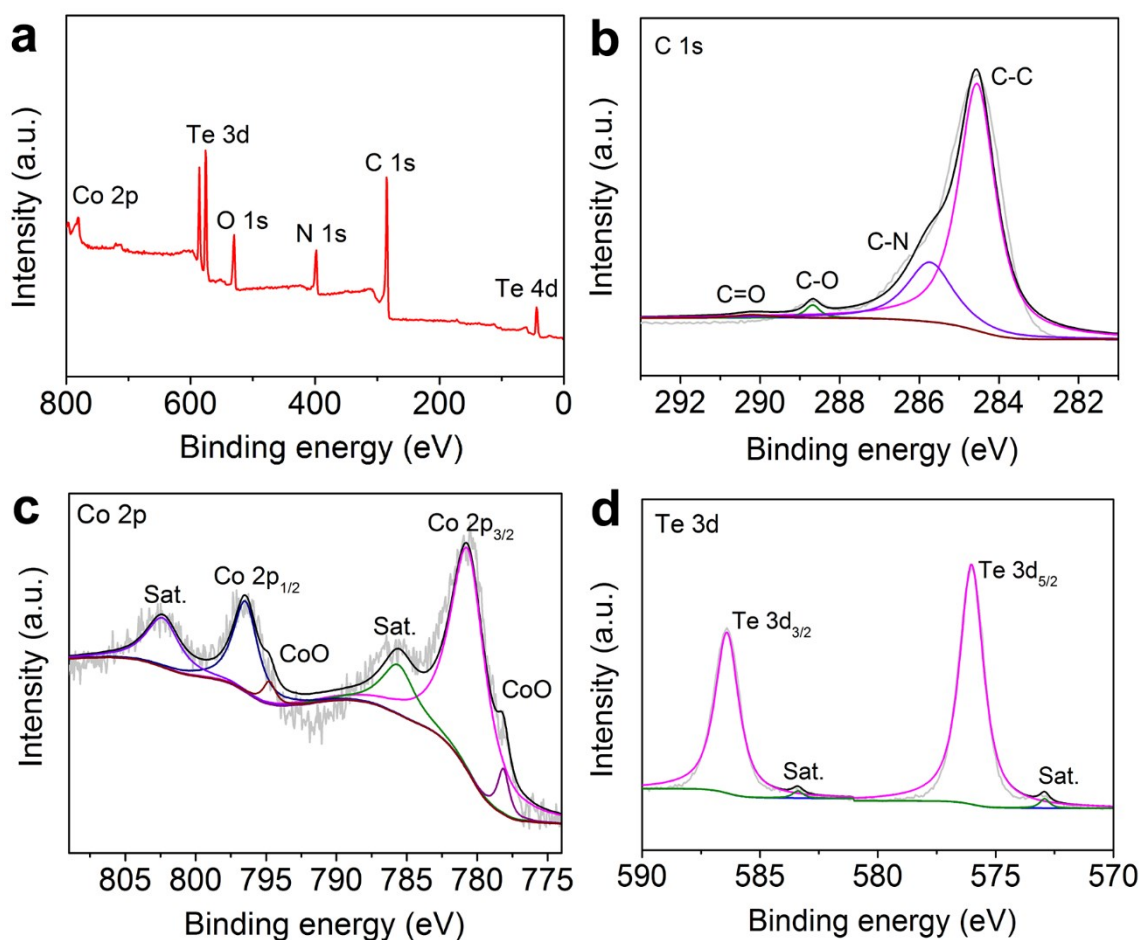 a
Intensity (a.u.)
Co 2p
Te 3d
O 1s
N 1s
C 1s
Te 4d
800 600 400 200 0
Binding energy (eV)
b
C 1s
Intensity (a.u.)
C=O
C-O
C-N
C-C
292 290 288 286 284 282
Binding energy (eV)
c
Co 2p
Intensity (a.u.)
Sat.
Co 2p1/2
CoO
Sat.
Co 2p3/2
CoO
805 800 795 790 785 780 775
Binding energy (eV)
d
Te 3d
Intensity (a.u.)
Te 3d3/2
Sat.
Te 3d5/2
Sat.
590 585 580 575 570
Binding energy (eV)